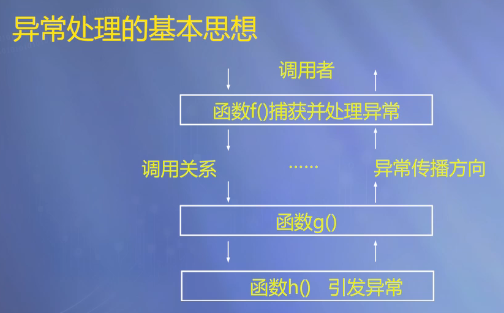 异常处理的基本思想
调用者
函数f()捕获并处理异常
调用关系 …… 异常传播方向
函数g()
函数h() 引发异常